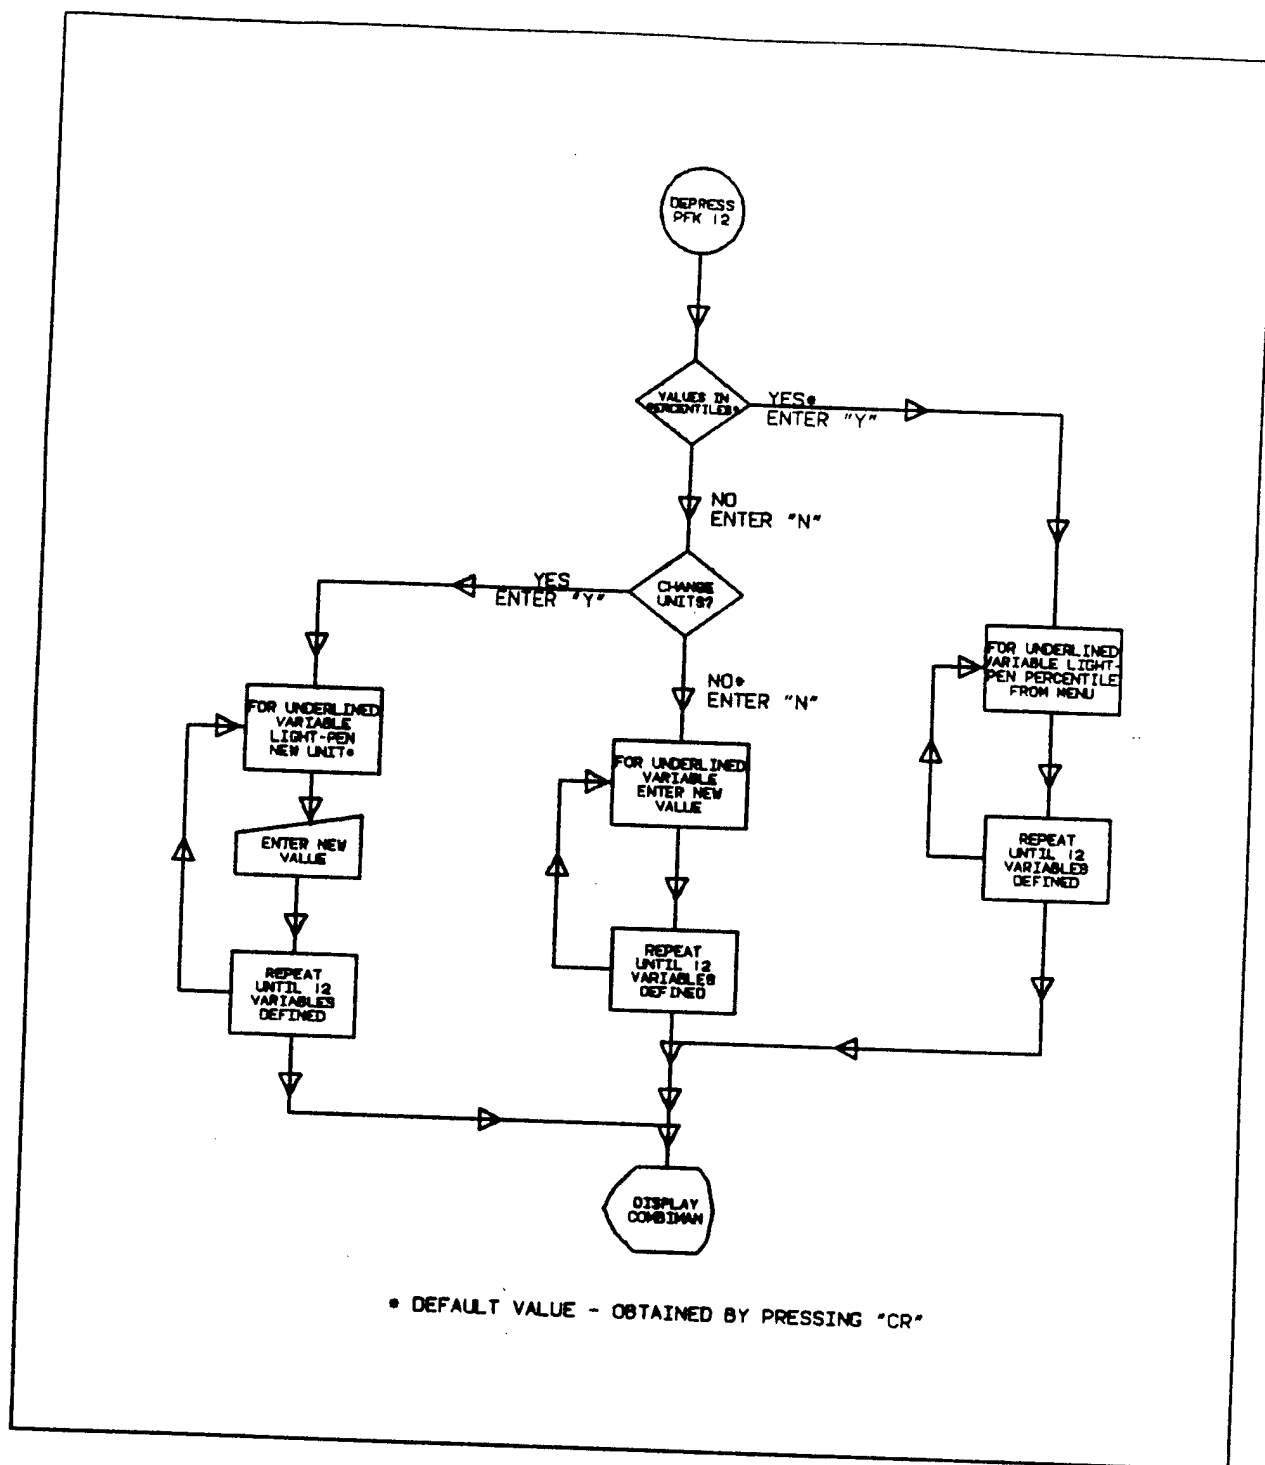 DEPRESS
PFK 12
VALUES IN
PERCENTILES*
YES*
ENTER "Y"
NO
ENTER "N"
CHANGE
UNITS?
YES
ENTER "Y"
NO*
ENTER "N"
FOR UNDERLINED
VARIABLE
LIGHT-PEN
NEW UNIT*
ENTER NEW
VALUE
REPEAT
UNTIL 12
VARIABLES
DEFINED
FOR UNDERLINED
VARIABLE
ENTER NEW
VALUE
REPEAT
UNTIL 12
VARIABLES
DEFINED
FOR UNDERLINED
VARIABLE LIGHT-
PEN PERCENTILE
FROM MENU
REPEAT
UNTIL 12
VARIABLES
DEFINED
DISPLAY
COMBIMAN
* DEFAULT VALUE - OBTAINED BY PRESSING "CR"